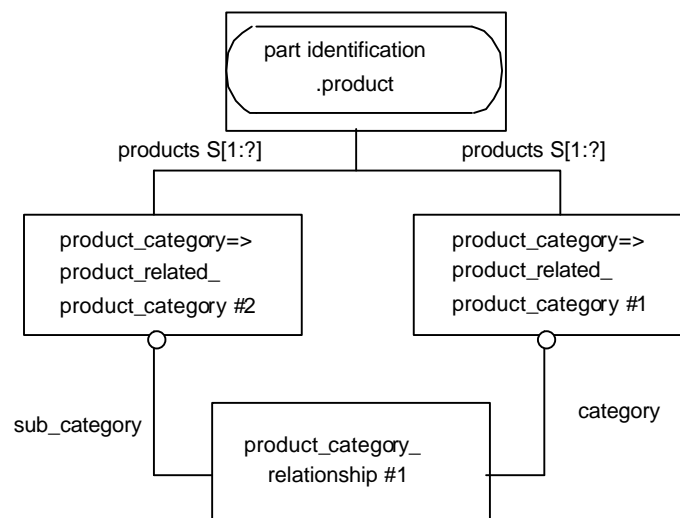 part identification
.product
products S[1:?]
products S[1:?]
product_category=>
product_related_
product_category #2
product_category=>
product_related_
product_category #1
sub_category
category
product_category_
relationship #1